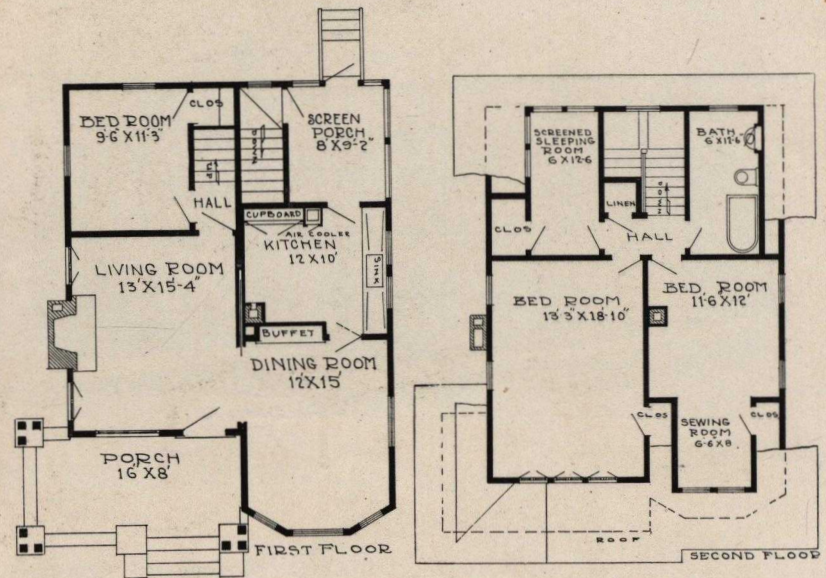 BED ROOM
9-6" X 11-3"
CLOS
UP
DOWN
SCREEN
PORCH
8' X 9'-2"
HALL
CUPBOARD
AIR COOLER
KITCHEN
12 X 10'
SINK
LIVING ROOM
13' X 15'-4"
BUFFET
DINING ROOM
12' X 15'
PORCH
16' X 8'
FIRST FLOOR
SCREENED
SLEEPING
ROOM
6 X 12-6
BATH
LINEN
DOWN
CLOS
HALL
BED ROOM
13' 3" X 18'-10"
BED ROOM
11'-6 X 12'
CLOS
SEWING
ROOM
6-6" X 8
CLOS
ROOF
SECOND FLOOR